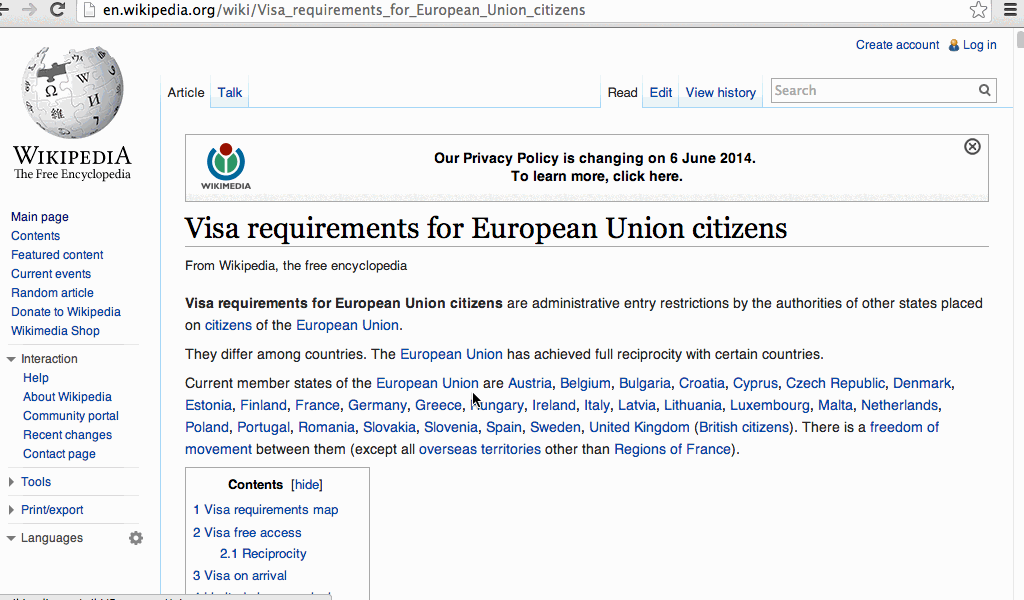 en.wikipedia.org/wiki/Visa_requirements_for_European_Union_citizens
Create account Log in
Article Talk Read Edit View history Search
WIKIPEDIA
The Free Encyclopedia
WIKIMEDIA
Our Privacy Policy is changing on 6 June 2014.
To learn more, click here.
Main page
Contents
Featured content
Current events
Random article
Donate to Wikipedia
Wikimedia Shop
Interaction
Help
About Wikipedia
Community portal
Recent changes
Contact page
Tools
Print/export
Languages
Visa requirements for European Union citizens
From Wikipedia, the free encyclopedia
Visa requirements for European Union citizens are administrative entry restrictions by the authorities of other states placed
on citizens of the European Union.
They differ among countries. The European Union has achieved full reciprocity with certain countries.
Current member states of the European Union are Austria, Belgium, Bulgaria, Croatia, Cyprus, Czech Republic, Denmark,
Estonia, Finland, France, Germany, Greece, Hungary, Ireland, Italy, Latvia, Lithuania, Luxembourg, Malta, Netherlands,
Poland, Portugal, Romania, Slovakia, Slovenia, Spain, Sweden, United Kingdom (British citizens). There is a freedom of
movement between them (except all overseas territories other than Regions of France).
Contents [hide]
1 Visa requirements map
2 Visa free access
2.1 Reciprocity
3 Visa on arrival